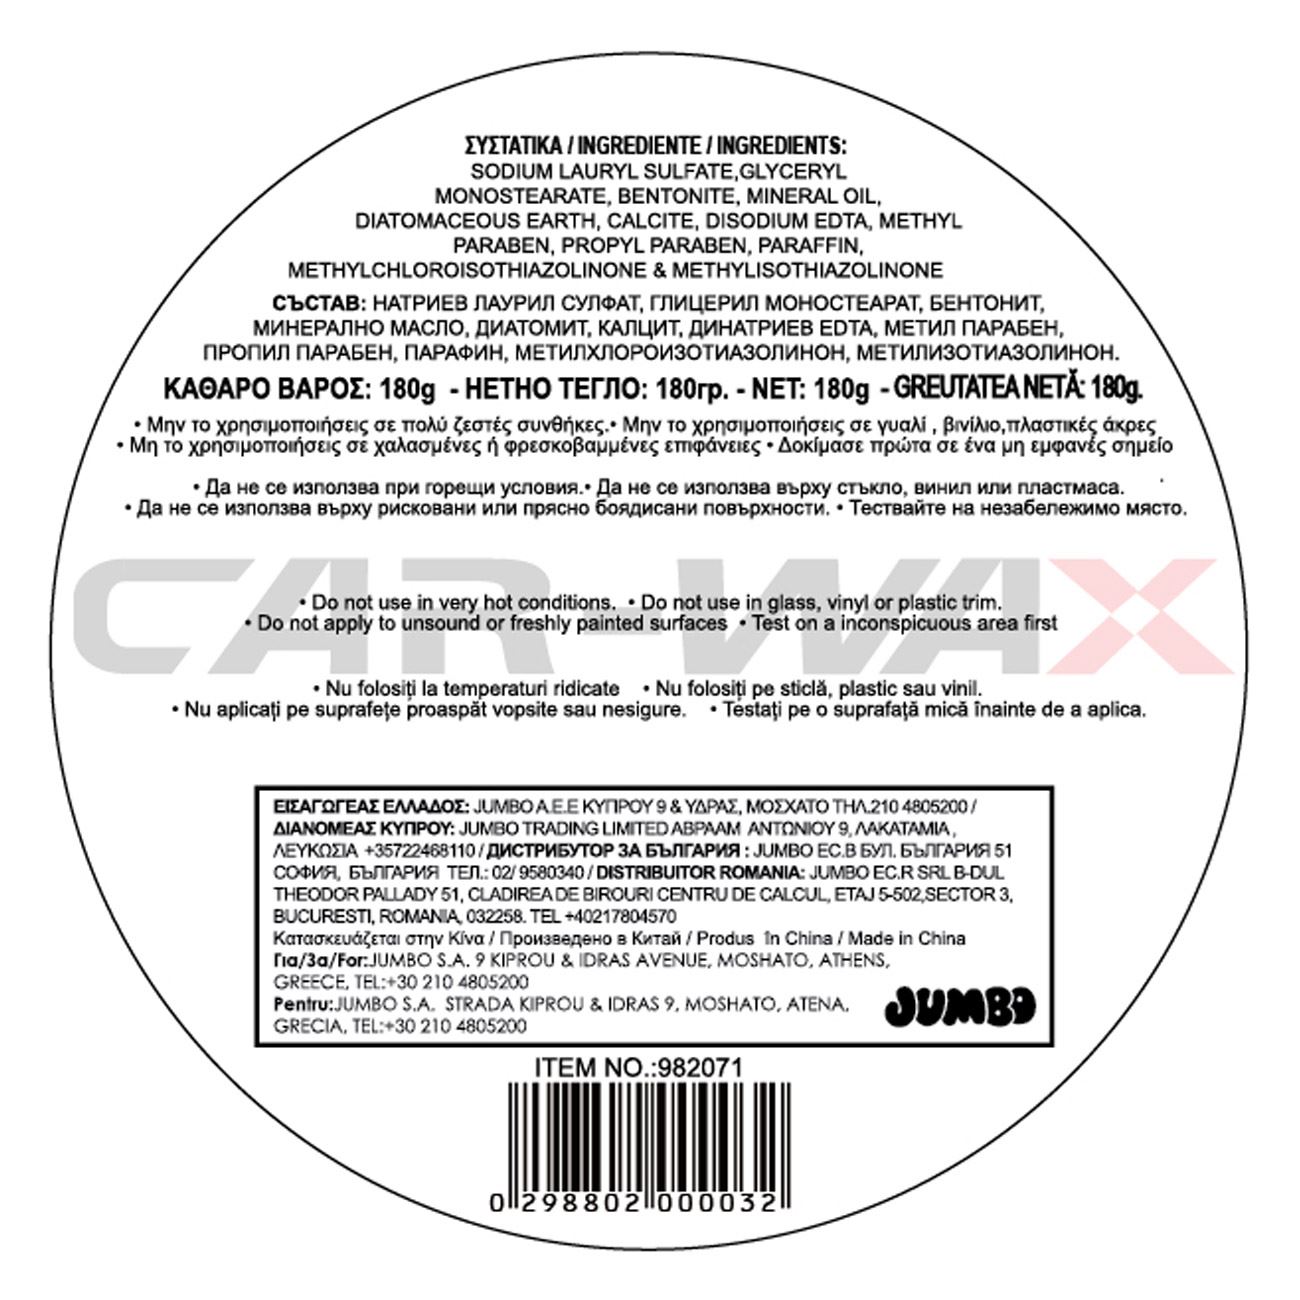 ΣΥΣΤΑΤΙΚΑ / INGREDIENTE / INGREDIENTS:
SODIUM LAURYL SULFATE,GLYCERYL
MONOSTEARATE, BENTONITE, MINERAL OIL,
DIATOMACEOUS EARTH, CALCITE, DISODIUM EDTA, METHYL
PARABEN, PROPYL PARABEN, PARAFFIN,
METHYLCHLOROISOTHIAZOLINONE & METHYLISOTHIAZOLINONE
СЪСТАВ: НАТРИЕВ ЛАУРИЛ СУЛФАТ, ГЛИЦЕРИЛ МОНОСТЕАРАТ, БЕНТОНИТ,
МИНЕРАЛНО МАСЛО, ДИАТОМИТ, КАЛЦИТ, ДИНАТРИЕВ EDTA, МЕТИЛ ПАРАБЕН,
ПРОПИЛ ПАРАБЕН, ПАРАФИН, МЕТИЛХЛОРОИЗОТИАЗОЛИНОН, МЕТИЛИЗОТИАЗОЛИНОН.
ΚΑΘΑΡΟ ΒΑΡΟΣ: 180g - НЕТНО ТЕГЛО: 180гр. - NET: 180g - GREUTATEA NETĂ: 180g.
• Μην το χρησιμοποιήσεις σε πολύ ζεστές συνθήκες.• Μην το χρησιμοποιήσεις σε γυαλί , βινίλιο,πλαστικές άκρες
• Μη το χρησιμοποιήσεις σε χαλασμένες ή φρεσκοβαμμένες επιφάνειες • Δοκίμασε πρώτα σε ένα μη εμφανές σημείο
• Да не се използва при горещи условия.• Да не се използва върху стъкло, винил или пластмаса.
• Да не се използва върху рисковани или прясно боядисани повърхности. • Тествайте на незабележимо място.
CAR-WAX
• Do not use in very hot conditions. • Do not use in glass, vinyl or plastic trim.
• Do not apply to unsound or freshly painted surfaces • Test on a inconspicuous area first
• Nu folosiți la temperaturi ridicate • Nu folosiți pe sticlă, plastic sau vinil.
• Nu aplicați pe suprafețe proaspăt vopsite sau nesigure. • Testați pe o suprafață mică înainte de a aplica.
ΕΙΣΑΓΩΓΕΑΣ ΕΛΛΑΔΟΣ: JUMBO A.E.E ΚΥΠΡΟΥ 9 & ΥΔΡΑΣ, ΜΟΣΧΑΤΟ ΤΗΛ.210 4805200 /
ΔΙΑΝΟΜΕΑΣ ΚΥΠΡΟΥ: JUMBO TRADING LIMITED ΑΒΡΑΑΜ ΑΝΤΩΝΙΟΥ 9, ΛΑΚΑΤΑΜΙΑ ,
ΛΕΥΚΩΣΙΑ +35722468110 / ДИСТРИБУТОР ЗА БЪЛГАРИЯ : JUMBO EC.B БУЛ. БЪЛГАРИЯ 51
СОФИЯ, БЪЛГАРИЯ ТЕЛ.: 02/ 9580340 / DISTRIBUITOR ROMANIA: JUMBO EC.R SRL B-DUL
THEODOR PALLADY 51, CLADIREA DE BIROURI CENTRU DE CALCUL, ETAJ 5-502,SECTOR 3,
BUCURESTI, ROMANIA, 032258. TEL +40217804570
Κατασκευάζεται στην Κίνα / Произведено в Китай / Produs în China / Made in China
Για/За/For:JUMBO S.A. 9 KIPROU & IDRAS AVENUE, MOSHATO, ATHENS,
GREECE, TEL:+30 210 4805200
Pentru:JUMBO S.A. STRADA KIPROU & IDRAS 9, MOSHATO, ATENA,
GRECIA, TEL:+30 210 4805200
JUMBO
ITEM NO.:982071
0 298802 000032